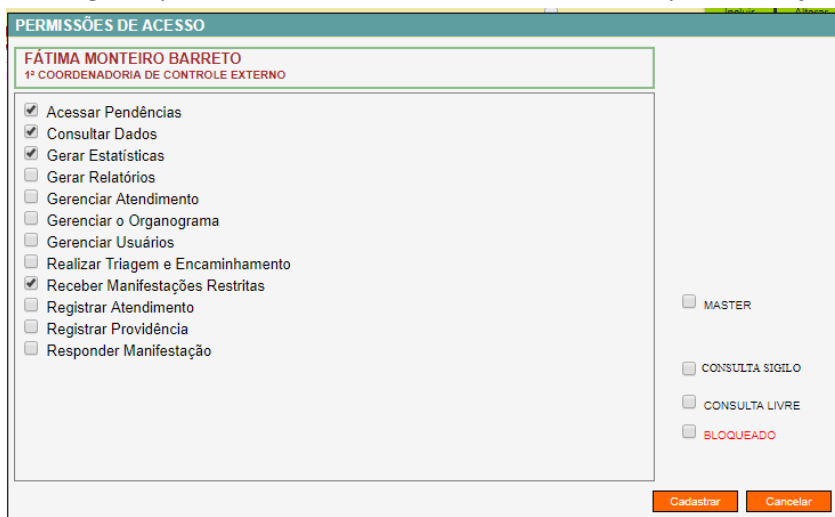 Incluir Alterar
PERMISSÕES DE ACESSO
FÁTIMA MONTEIRO BARRETO
1ª COORDENADORIA DE CONTROLE EXTERNO
Acessar Pendências
Consultar Dados
Gerar Estatísticas
Gerar Relatórios
Gerenciar Atendimento
Gerenciar o Organograma
Gerenciar Usuários
Realizar Triagem e Encaminhamento
Receber Manifestações Restritas
Registrar Atendimento
Registrar Providência
Responder Manifestação
MASTER
CONSULTA SIGILO
CONSULTA LIVRE
BLOQUEADO
Cadastrar Cancelar